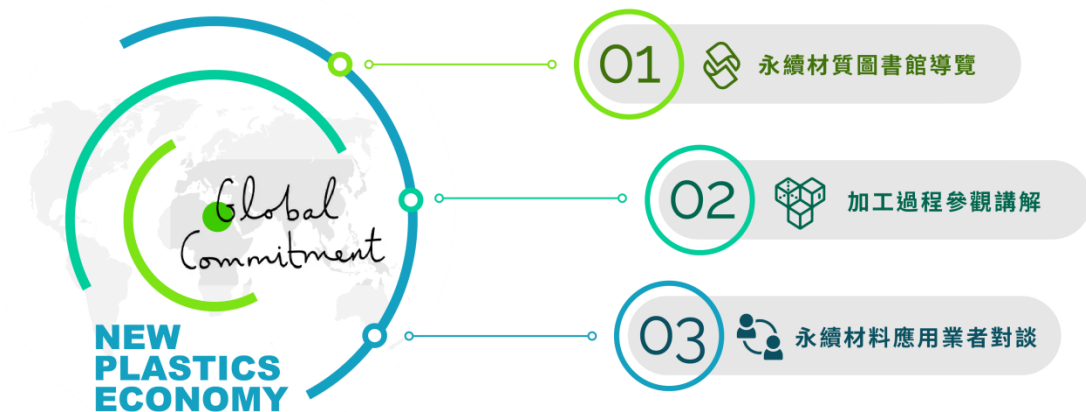 Global
Commitment
NEW
PLASTICS
ECONOMY
01 永續材質圖書館導覽
02 加工過程參觀講解
03 永續材料應用業者對談